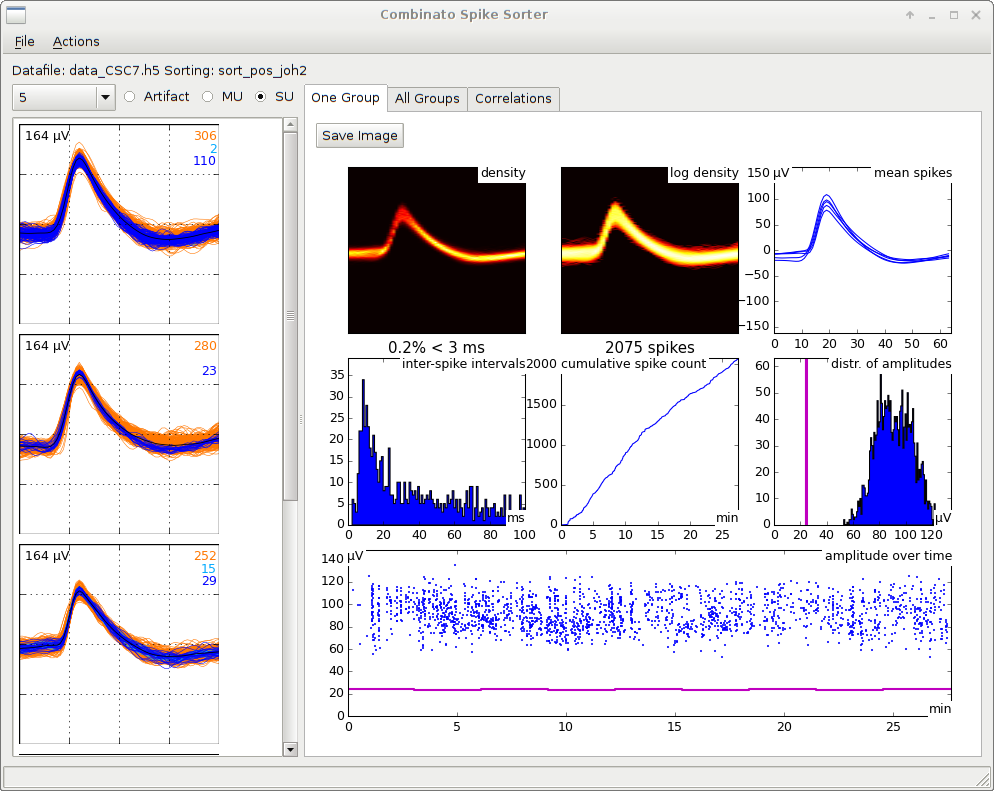 Combinato Spike Sorter
File Actions
Datafile: data_CSC7.h5 Sorting: sort_pos_joh2
5 Artifact MU SU
One Group All Groups Correlations
Save Image
164 µV 306
2
110
164 µV 280
23
164 µV 252
15
29
density
log density
150 µV mean spikes
100
50
0
−50
−100
−150
0 10 20 30 40 50 60
0.2% < 3 ms
inter-spike intervals
35
30
25
20
15
10
5
0
0 20 40 60 80 100
ms
2075 spikes
2000 cumulative spike count
1500
1000
500
0
0 5 10 15 20 25
min
distr. of amplitudes
60
50
40
30
20
10
0
0 20 40 60 80 100 120
µV
140 µV amplitude over time
120
100
80
60
40
20
0
0 5 10 15 20 25
min